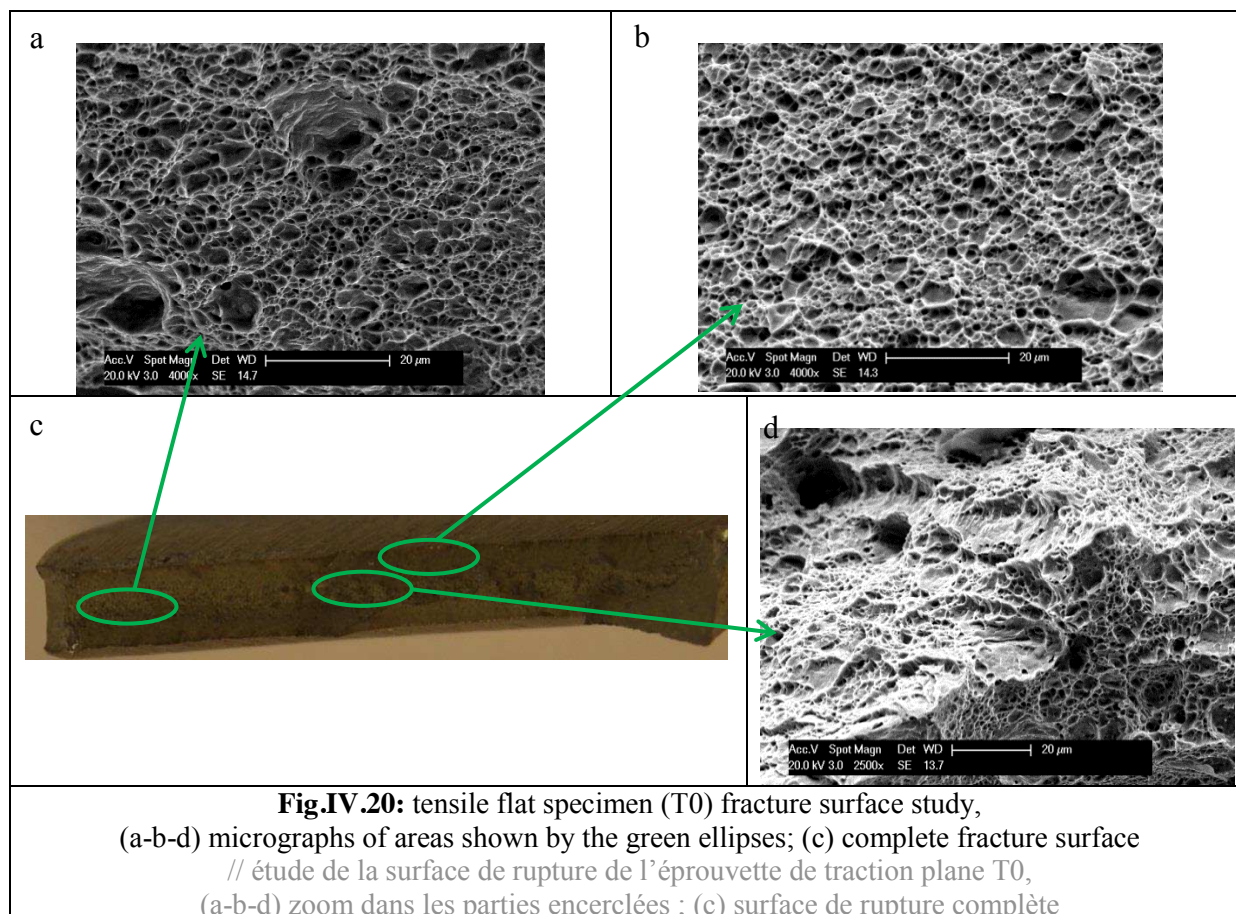 a
b
Acc.V Spot Magn Det WD 20 µm
20.0 kV 3.0 4000x SE 14.7
Acc.V Spot Magn Det WD 20 µm
20.0 kV 3.0 4000x SE 14.3
c
d
Acc.V Spot Magn Det WD 20 µm
20.0 kV 3.0 2500x SE 13.7
Fig.IV.20: tensile flat specimen (T0) fracture surface study,
(a-b-d) micrographs of areas shown by the green ellipses; (c) complete fracture surface
// étude de la surface de rupture de l’éprouvette de traction plane T0,
(a-b-d) zoom dans les parties encerclées ; (c) surface de rupture complète